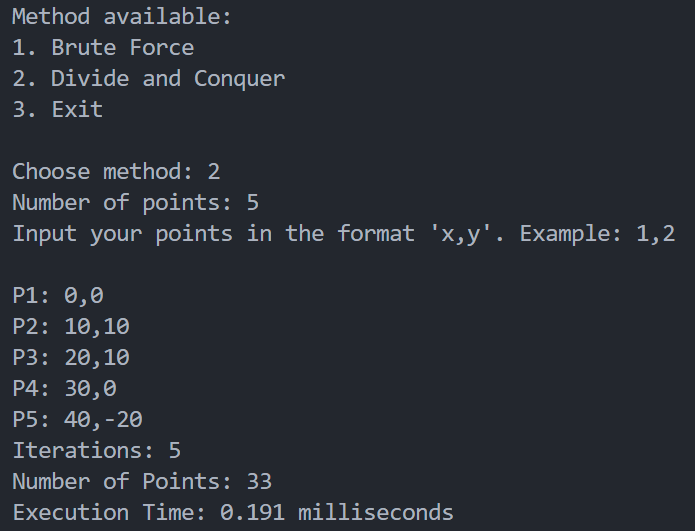 Method available:
1. Brute Force
2. Divide and Conquer
3. Exit
Choose method: 2
Number of points: 5
Input your points in the format 'x,y'. Example: 1,2
P1: 0,0
P2: 10,10
P3: 20,10
P4: 30,0
P5: 40,-20
Iterations: 5
Number of Points: 33
Execution Time: 0.191 milliseconds